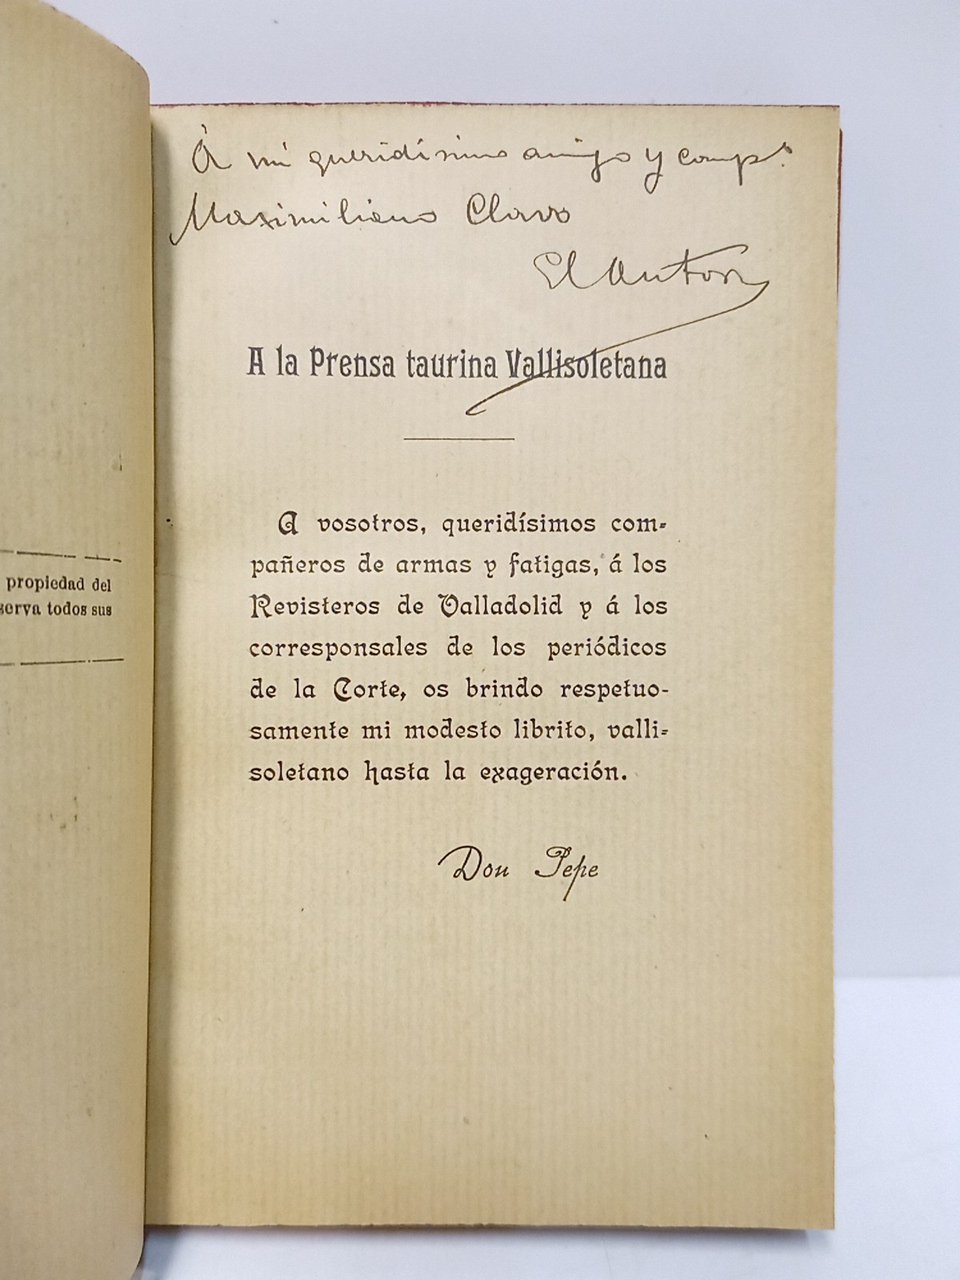 propiedad del
serva todos sus
À mi queridísimo amigo y comp.º
Maximiliano Clavo
El Autor
A la Prensa taurina Vallisoletana
A vosotros, queridísimos com-
pañeros de armas y fatigas, á los
Revisteros de Valladolid y á los
corresponsales de los periódicos
de la Corte, os brindo respetuo-
samente mi modesto librito, valli-
soletano hasta la exageración.
Don Pepe